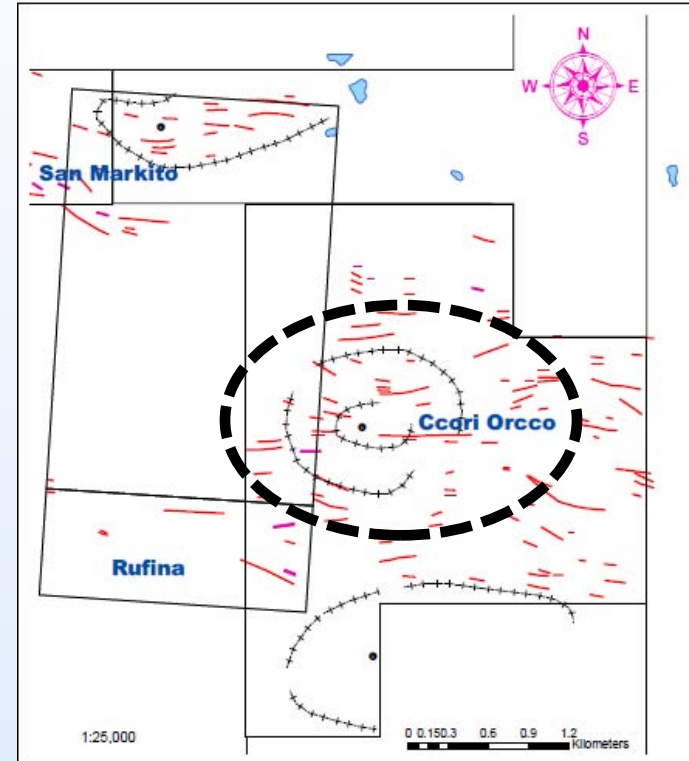 N
W E
S
San Markito
Ccori Orcco
Rufina
1:25,000
0 0.150.3 0.6 0.9 1.2
Kilometers